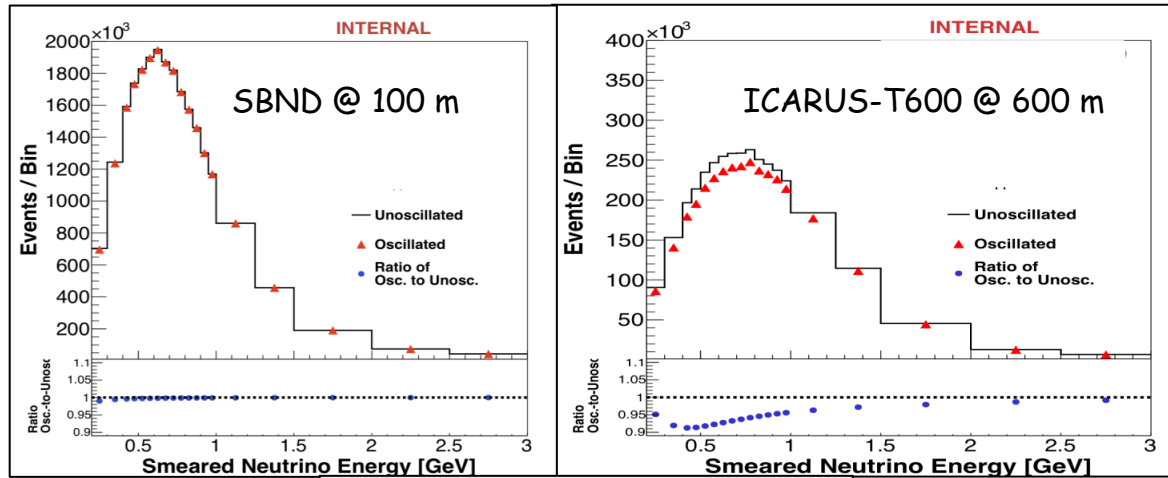 INTERNAL
×10³
2000
1800
1600
1400
1200
1000
800
600
400
200
Events / Bin
SBND @ 100 m
Unoscillated
Oscillated
Ratio of
Osc. to Unosc.
1.1
1.05
1
0.95
0.9
Ratio
Osc.-to-Unosc
0.5 1 1.5 2 2.5 3
Smeared Neutrino Energy [GeV]
INTERNAL
×10³
400
350
300
250
200
150
100
50
Events / Bin
ICARUS-T600 @ 600 m
Unoscillated
Oscillated
Ratio of
Osc. to Unosc.
1.1
1.05
1
0.95
0.9
Ratio
Osc.-to-Unosc
0.5 1 1.5 2 2.5 3
Smeared Neutrino Energy [GeV]